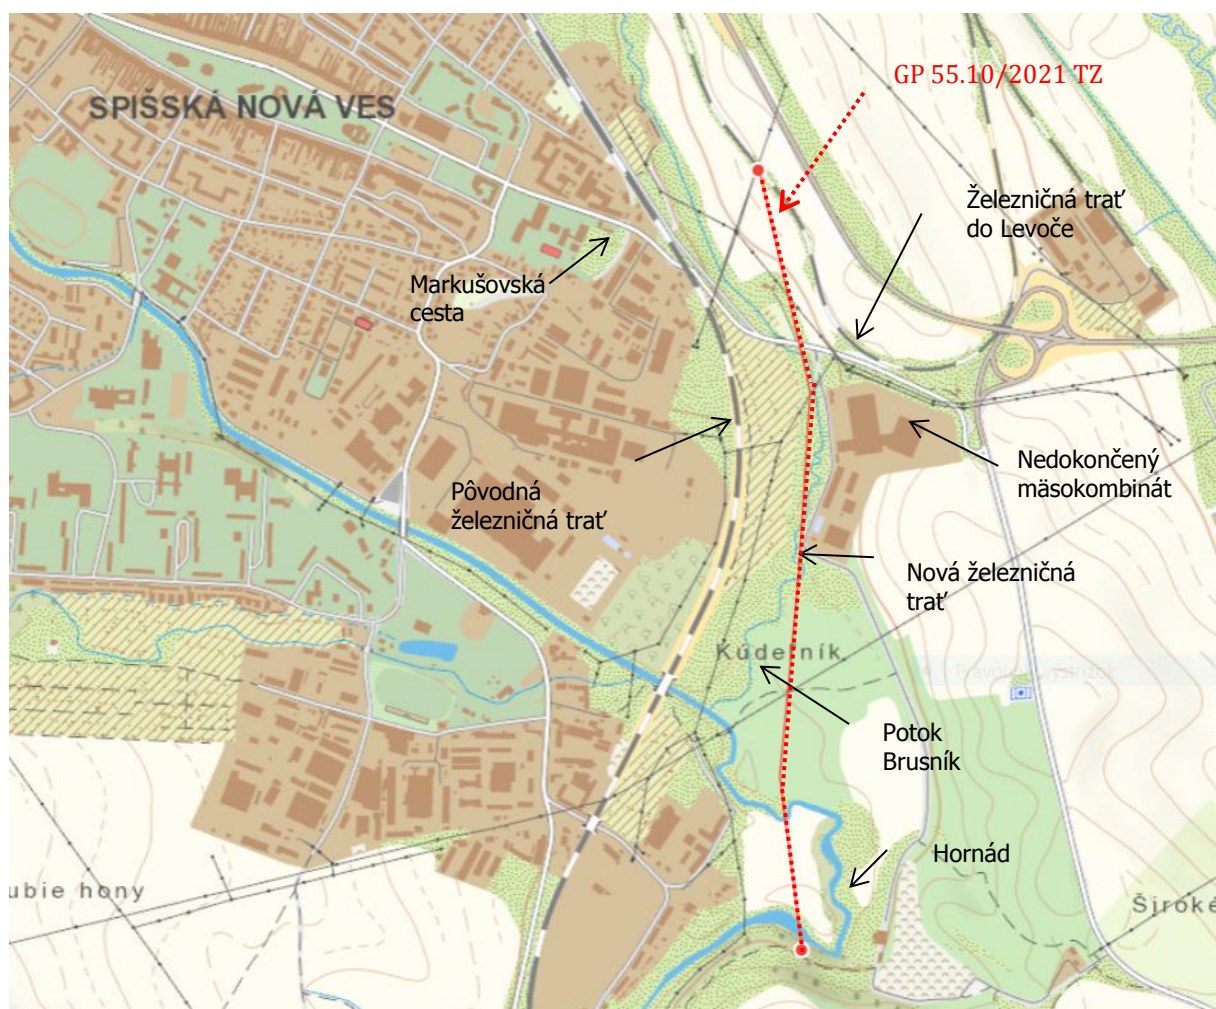 GP 55.10/2021 TZ
SPIŠSKÁ NOVÁ VES
Železničná trať
do Levoče
Markušovská
cesta
Nedokončený
mäsokombinát
Pôvodná
železničná trať
Nová železničná
trať
Kúdeľník
Potok
Brusník
Hornád
ubie hony
Široké